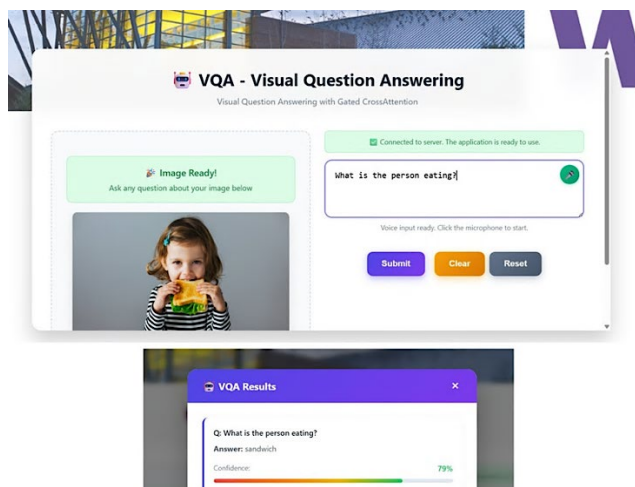 VQA - Visual Question Answering
Visual Question Answering with Gated CrossAttention
Image Ready!
Ask any question about your image below
Connected to server. The application is ready to use.
What is the person eating?
Voice input ready. Click the microphone to start.
Submit
Clear
Reset
VQA Results
×
Q: What is the person eating?
Answer: sandwich
Confidence:
79%